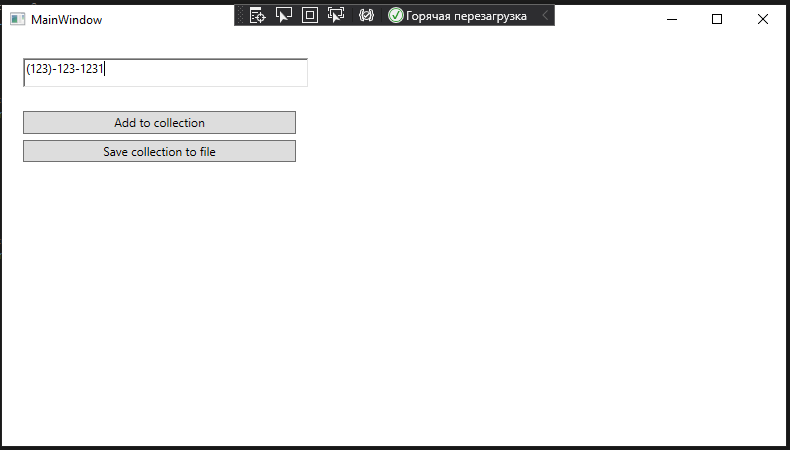 MainWindow
Горячая перезагрузка
(123)-123-1231
Add to collection
Save collection to file